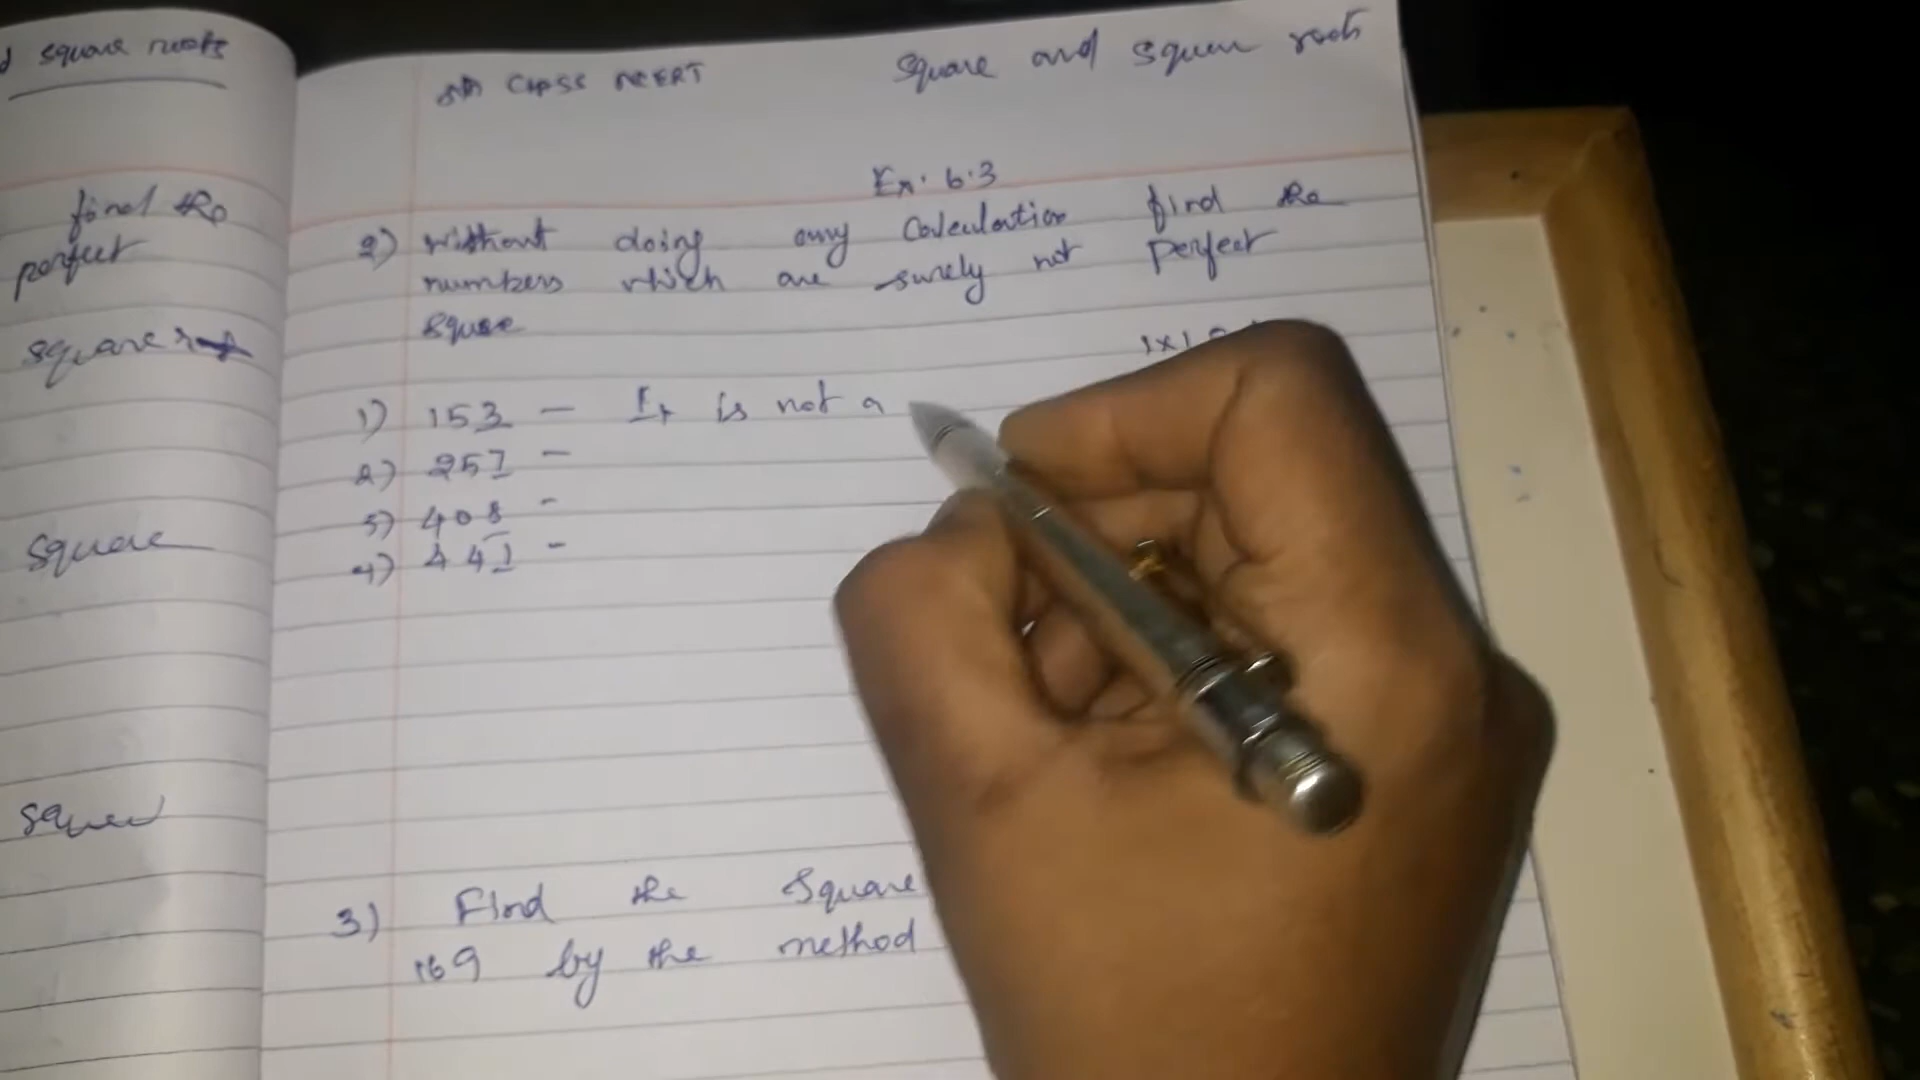 square roots
find the
perfect
square
square
8th CLASS NCERT
Square and square roots
Ex. 6.3
2) without doing any Calculation find the
numbers which are surely not Perfect
square
1×1
1) 153 – It is not a
2) 257 –
3) 408 –
4) 441 –
3) Find the Square
169 by the method